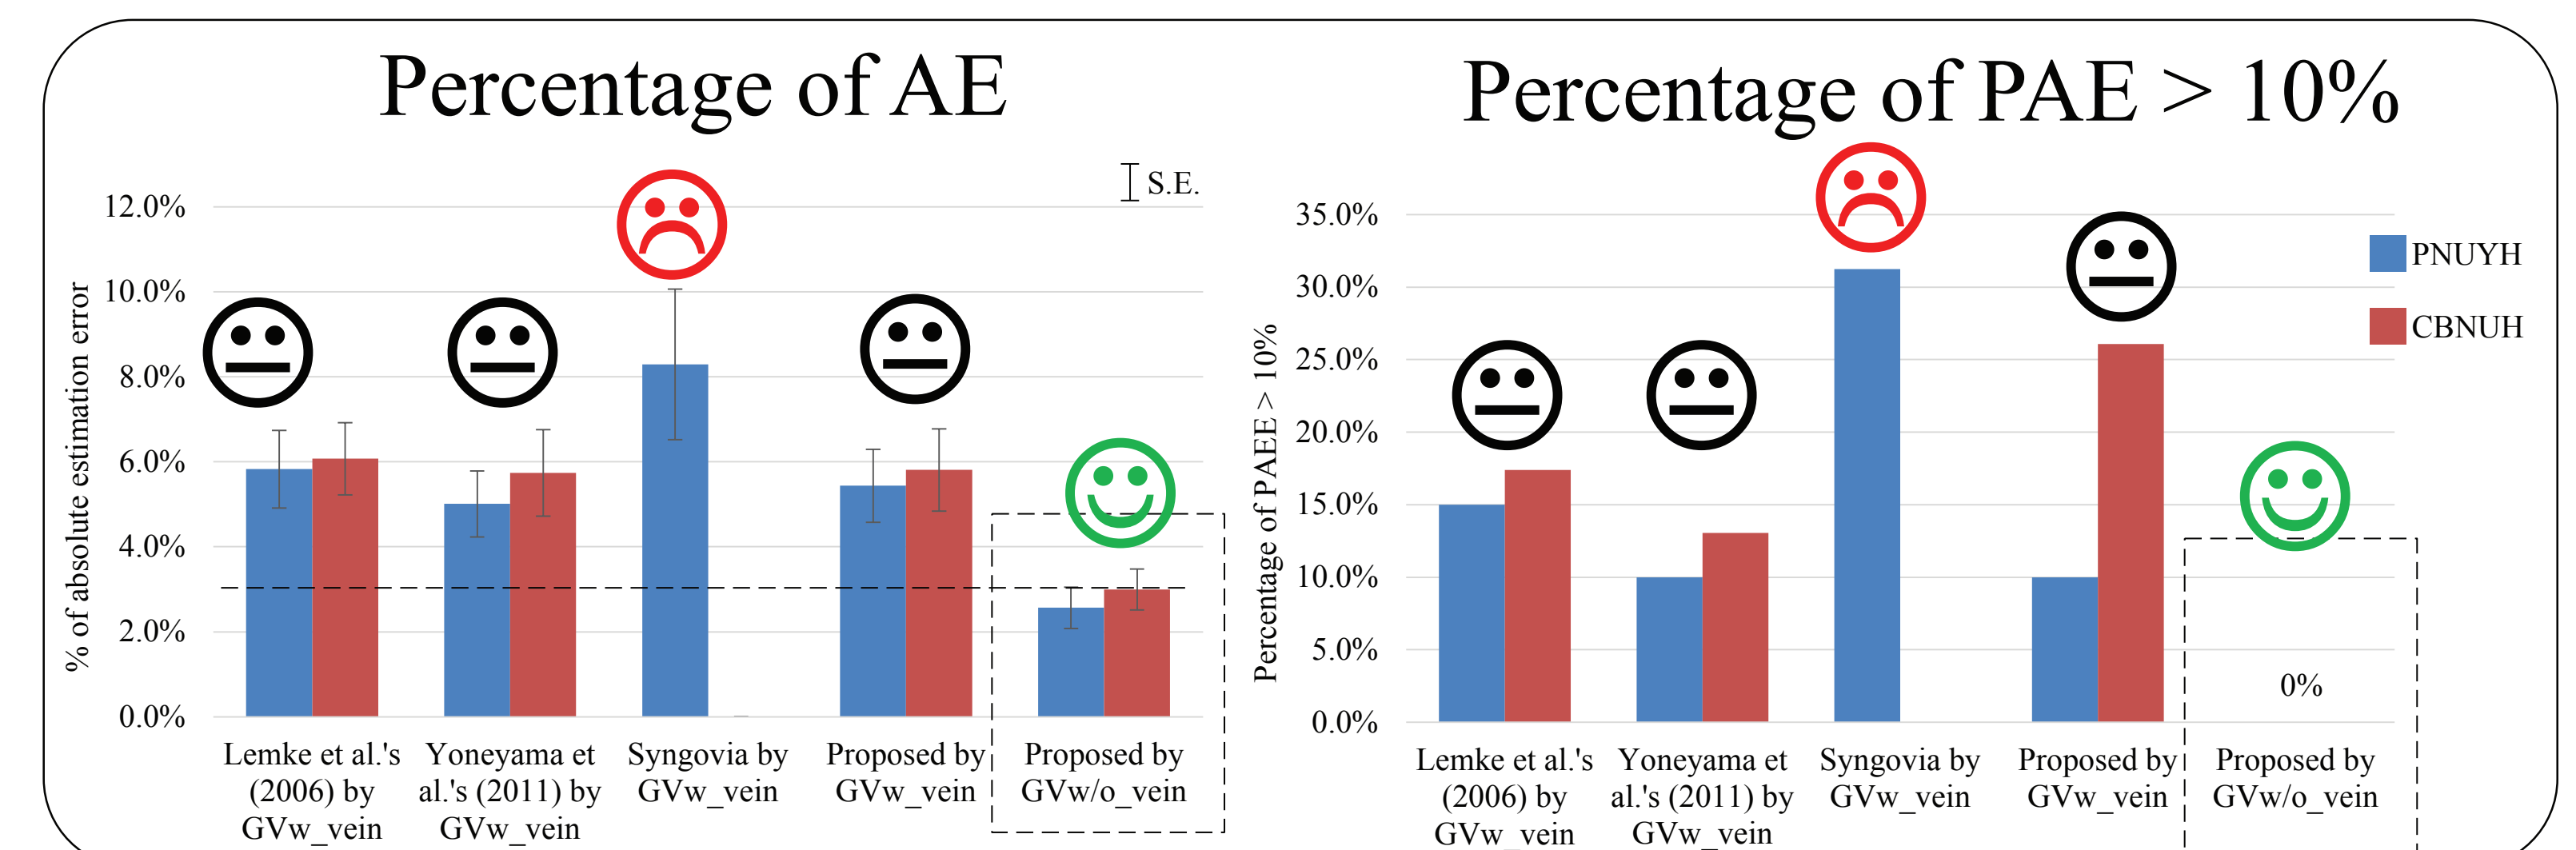 Percentage of AE
S.E.
% of absolute estimation error
12.0%
10.0%
8.0%
6.0%
4.0%
2.0%
0.0%
Lemke et al.'s
(2006) by
GVw_vein
Yoneyama et
al.'s (2011) by
GVw_vein
Syngovia by
GVw_vein
Proposed by
GVw_vein
Proposed by
GVw/o_vein
Percentage of PAE > 10%
Percentage of PAEE > 10%
35.0%
30.0%
25.0%
20.0%
15.0%
10.0%
5.0%
0.0%
PNUYH
CBNUH
0%
Lemke et al.'s
(2006) by
GVw_vein
Yoneyama et
al.'s (2011) by
GVw_vein
Syngovia by
GVw_vein
Proposed by
GVw_vein
Proposed by
GVw/o_vein